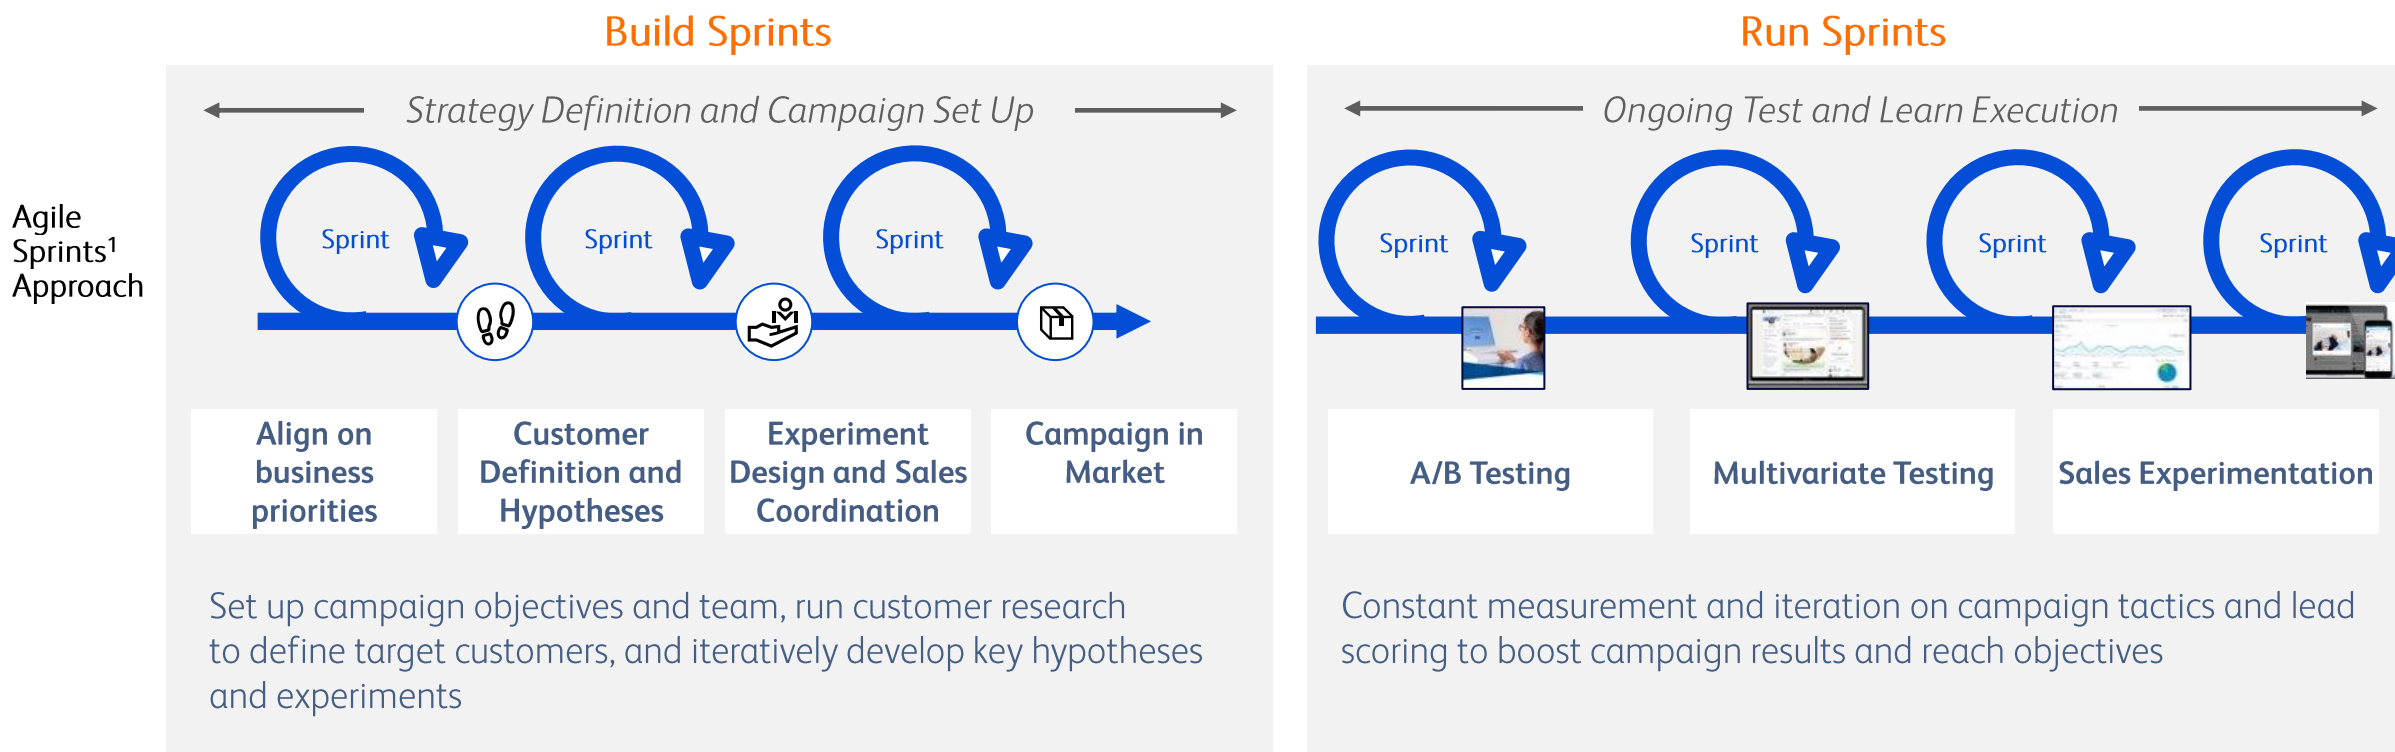 Build Sprints
Strategy Definition and Campaign Set Up
Agile
Sprints¹
Approach
Sprint
Sprint
Sprint
Align on
business
priorities
Customer
Definition and
Hypotheses
Experiment
Design and Sales
Coordination
Campaign in
Market
Set up campaign objectives and team, run customer research
to define target customers, and iteratively develop key hypotheses
and experiments
Run Sprints
Ongoing Test and Learn Execution
Sprint
Sprint
Sprint
Sprint
A/B Testing
Multivariate Testing
Sales Experimentation
Constant measurement and iteration on campaign tactics and lead
scoring to boost campaign results and reach objectives